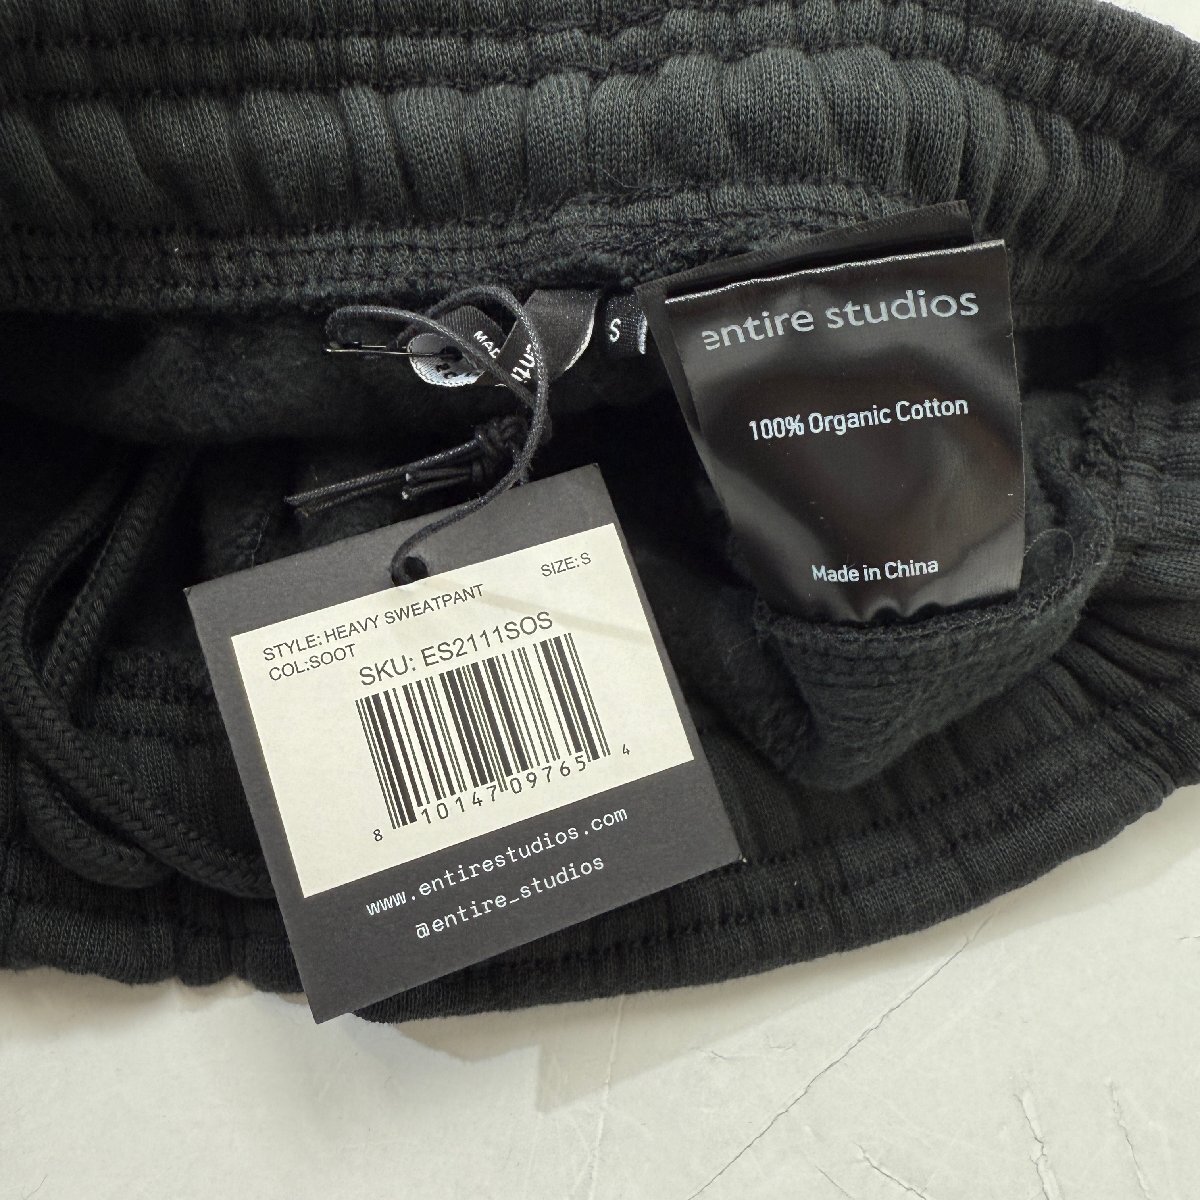 entire studios
100% Organic Cotton
Made in China
S
STYLE: HEAVY SWEATPANT
SIZE: S
COL:SOOT
SKU: ES2111SOS
8 10147 09765 4
www.entirestudios.com
@entire_studios